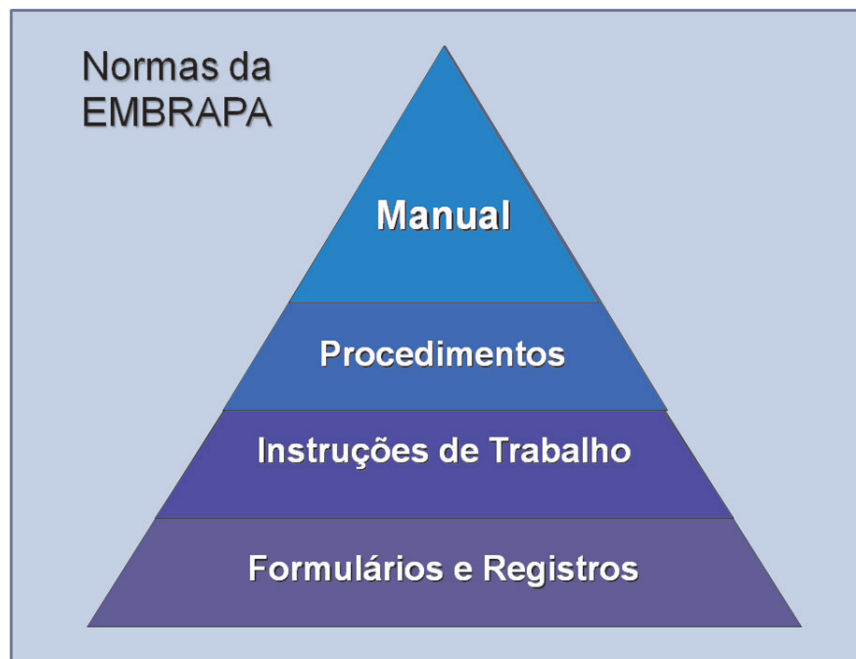 Normas da
EMBRAPA
Manual
Procedimentos
Instruções de Trabalho
Formulários e Registros